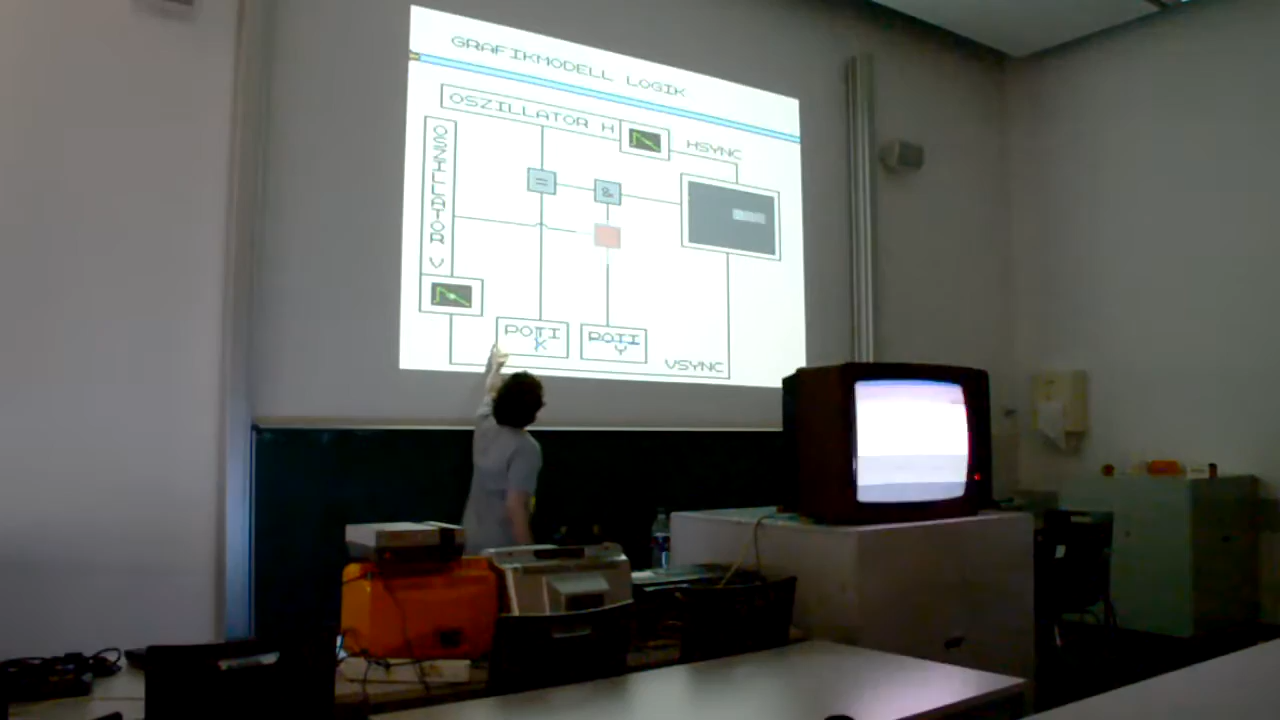 GRAFIKMODELL LOGIK
OSZILLATOR H
HSYNC
OSZILLATOR V
=
&
POTI
X
POTI
Y
VSYNC